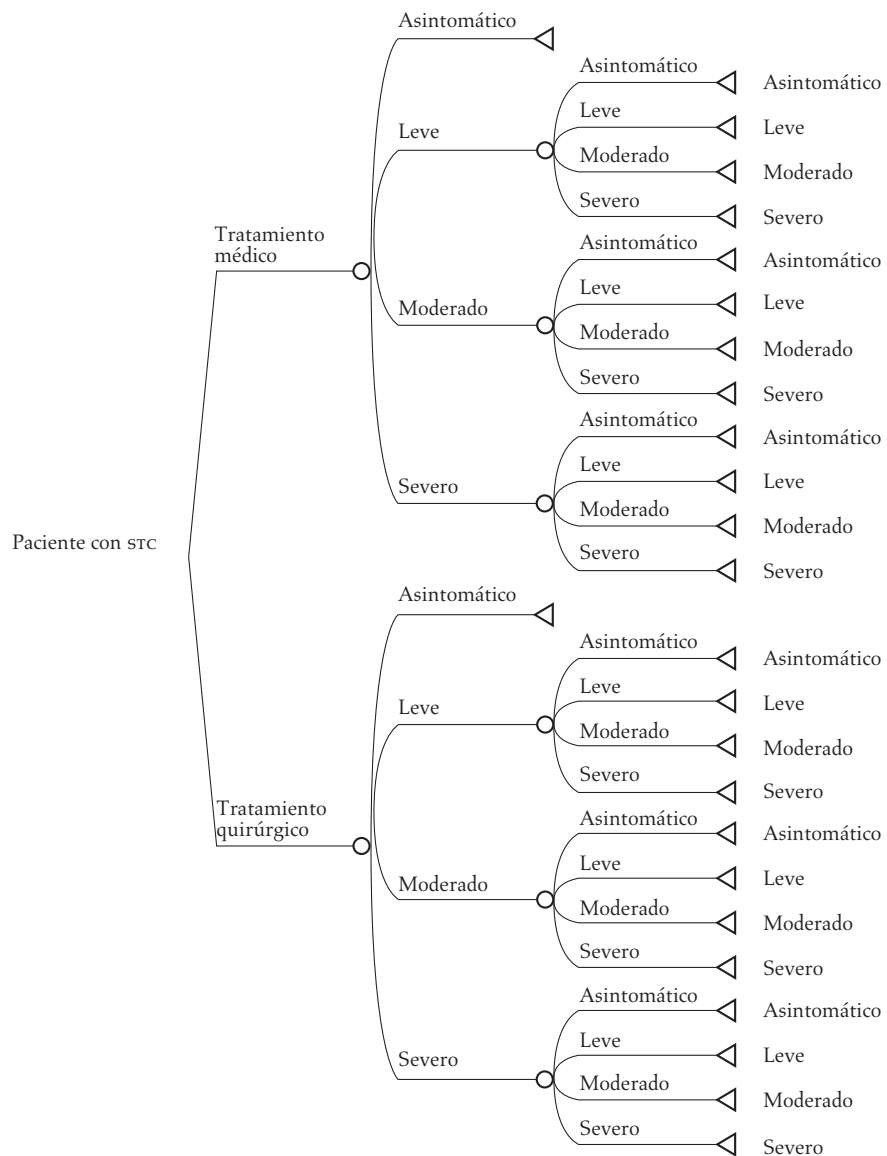 Asintomático
Asintomático Asintomático
Leve Leve
Leve
Moderado Moderado
Severo Severo
Tratamiento
médico
Asintomático Asintomático
Leve Leve
Moderado
Moderado Moderado
Severo Severo
Asintomático Asintomático
Leve Leve
Severo
Moderado Moderado
Severo Severo
Paciente con STC
Asintomático
Asintomático Asintomático
Leve Leve
Leve
Moderado Moderado
Severo Severo
Tratamiento
quirúrgico
Asintomático Asintomático
Leve Leve
Moderado
Moderado Moderado
Severo Severo
Asintomático Asintomático
Leve Leve
Severo
Moderado Moderado
Severo Severo